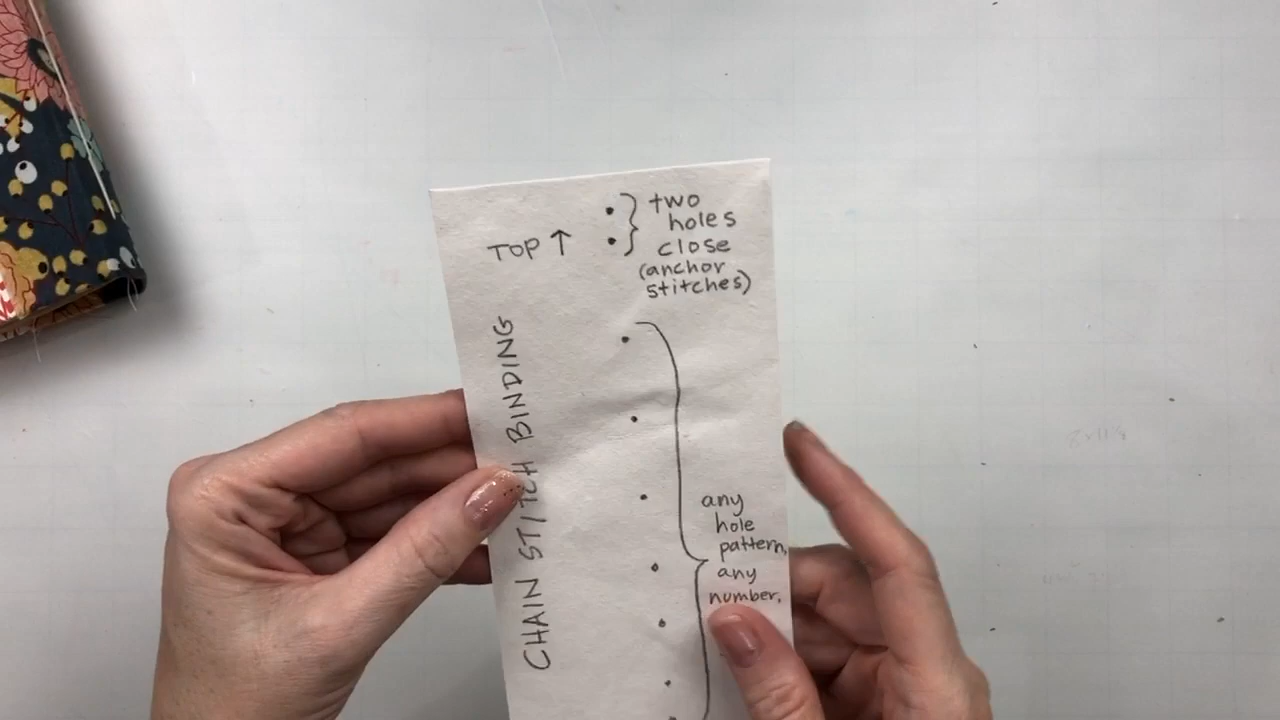 two
holes
close
(anchor
stitches)
TOP ↑
CHAIN STITCH BINDING
any
hole
pattern,
any
number,